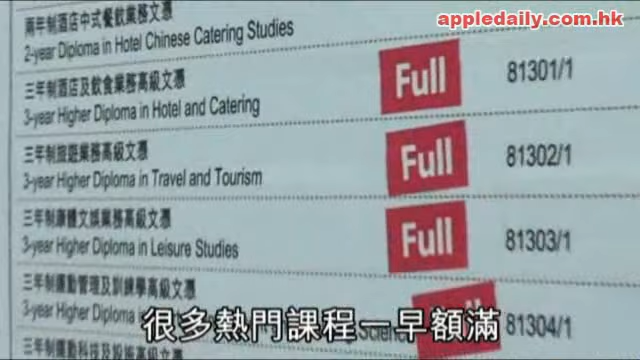 appledaily.com.hk
兩年制酒店中式餐飲業務文憑
2-year Diploma in Hotel Chinese Catering Studies
三年制酒店及飲食業務高級文憑
3-year Higher Diploma in Hotel and Catering
Full
81301/1
三年制旅遊業務高級文憑
3-year Higher Diploma in Travel and Tourism
Full
81302/1
三年制康體文娛業務高級文憑
3-year Higher Diploma in Leisure Studies
Full
81303/1
三年制運動管理及訓練學高級文憑
3-year Higher
81304/1
很多熱門課程一早額滿